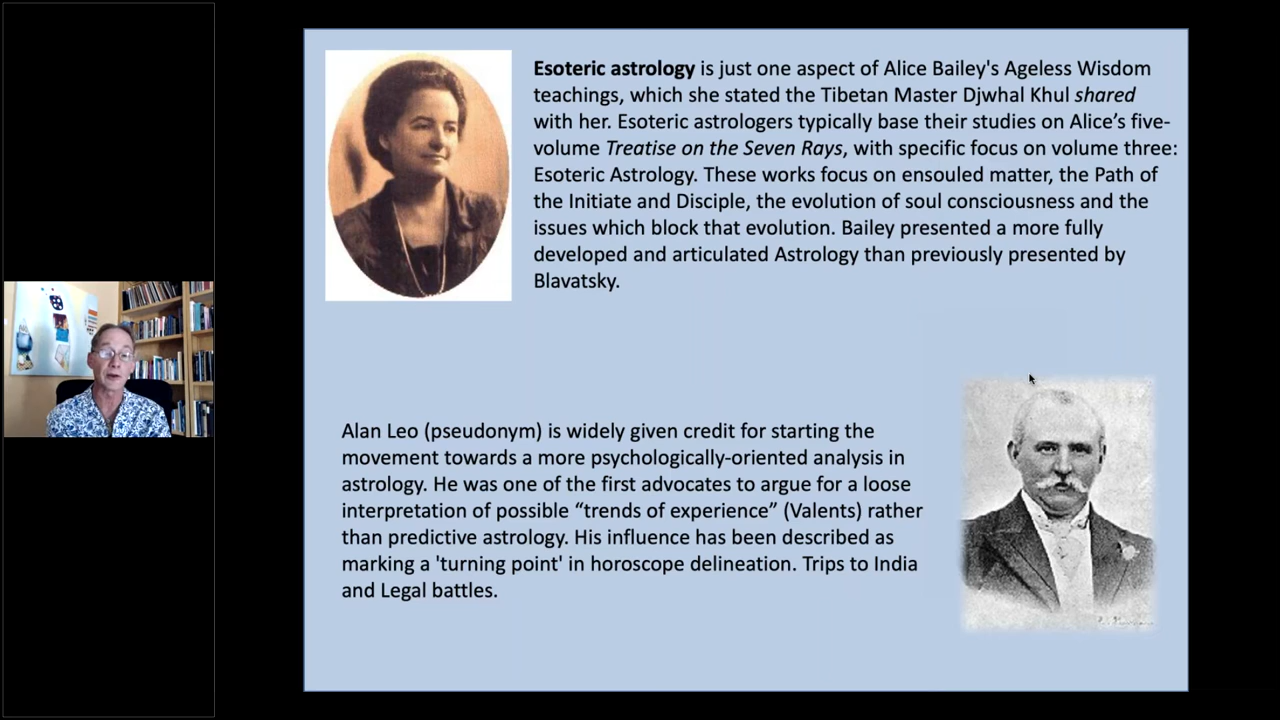 Esoteric astrology is just one aspect of Alice Bailey's Ageless Wisdom
teachings, which she stated the Tibetan Master Djwhal Khul shared
with her. Esoteric astrologers typically base their studies on Alice’s five-
volume Treatise on the Seven Rays, with specific focus on volume three:
Esoteric Astrology. These works focus on ensouled matter, the Path of
the Initiate and Disciple, the evolution of soul consciousness and the
issues which block that evolution. Bailey presented a more fully
developed and articulated Astrology than previously presented by
Blavatsky.
Alan Leo (pseudonym) is widely given credit for starting the
movement towards a more psychologically-oriented analysis in
astrology. He was one of the first advocates to argue for a loose
interpretation of possible “trends of experience” (Valents) rather
than predictive astrology. His influence has been described as
marking a 'turning point' in horoscope delineation. Trips to India
and Legal battles.